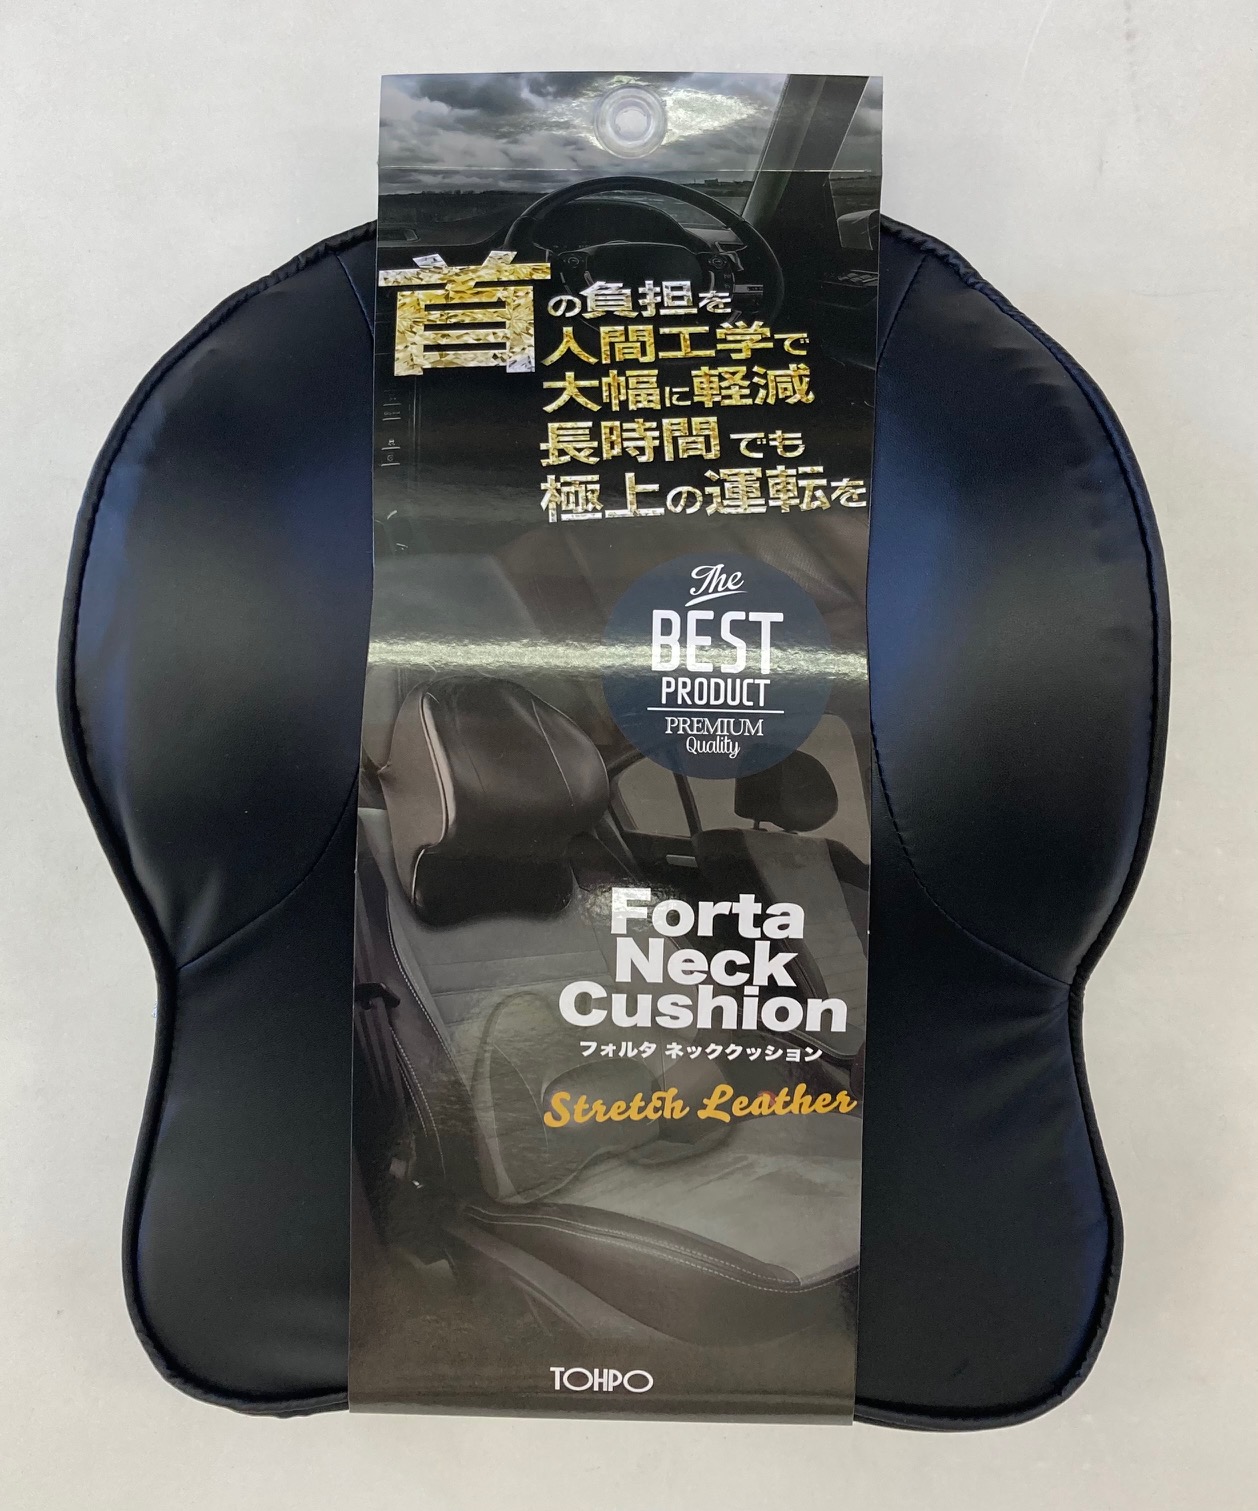 首の負担を
人間工学で
大幅に軽減
長時間でも
極上の運転を
The
BEST
PRODUCT
PREMIUM
Quality
Forta
Neck
Cushion
フォルタ ネッククッション
Stretch Leather
TOHPO